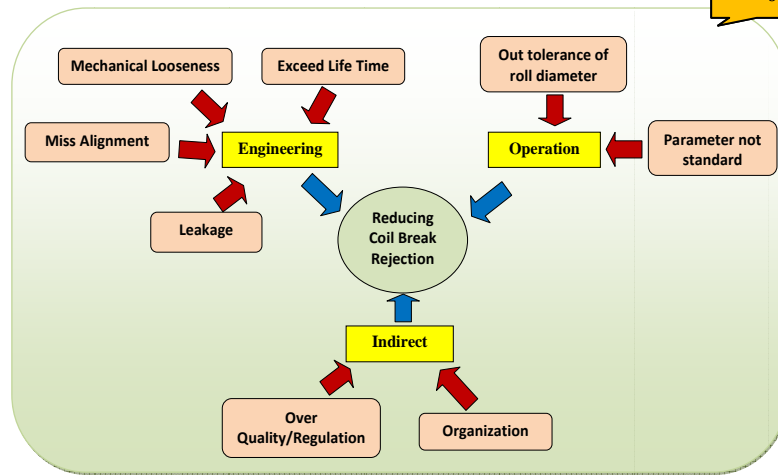 Mechanical Looseness
Exceed Life Time
Out tolerance of
roll diameter
Miss Alignment
Engineering
Operation
Parameter not
standard
Leakage
Reducing
Coil Break
Rejection
Indirect
Over
Quality/Regulation
Organization